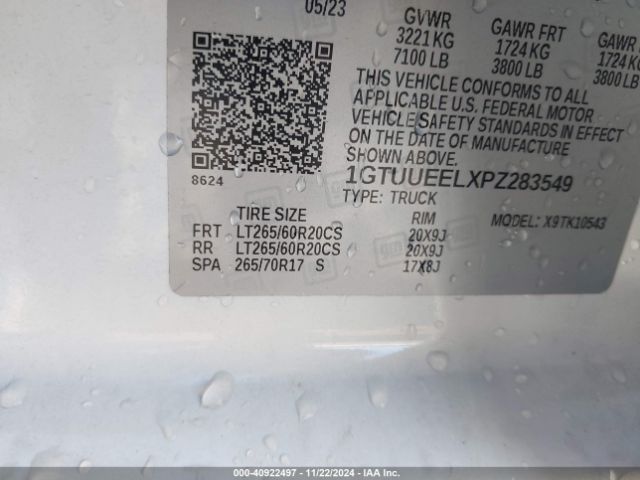 05/23
GVWR GAWR FRT GAWR
3221 KG 1724 KG 1724 KG
7100 LB 3800 LB 3800 LB
THIS VEHICLE CONFORMS TO ALL
APPLICABLE U.S. FEDERAL MOTOR
VEHICLE SAFETY STANDARDS IN EFFECT
ON THE DATE OF MANUFACTURE
SHOWN ABOVE.
8624
1GTUUEELXPZ283549
TYPE: TRUCK
TIRE SIZE RIM MODEL: X9TK10543
FRT LT265/60R20CS 20X9J
RR LT265/60R20CS 20X9J
SPA 265/70R17 S 17X8J
000-40922497 - 11/22/2024 - IAAI.COM